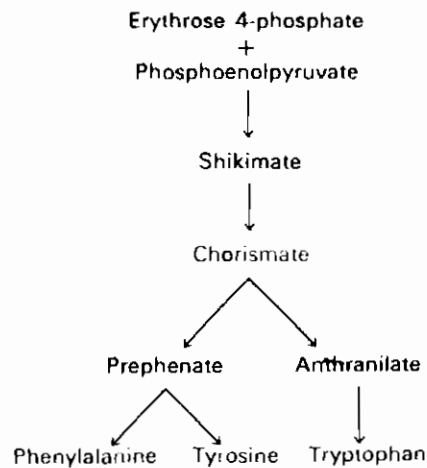 Erythrose 4-phosphate
+
Phosphoenolpyruvate
Shikimate
Chorismate
Prephenate Anthranilate
Phenylalanine Tyrosine Tryptophan